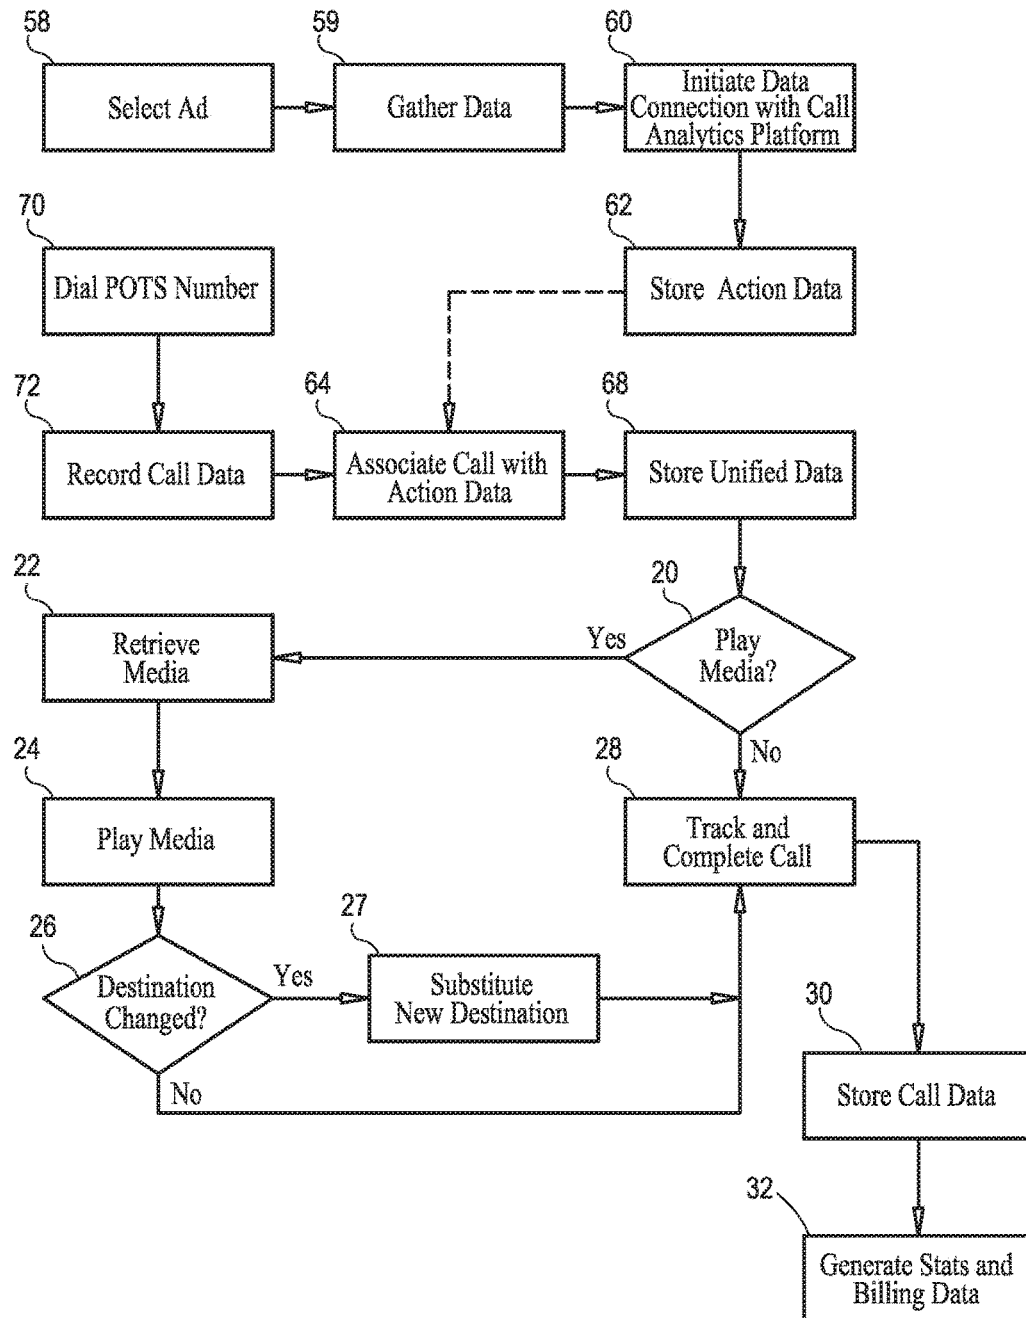 58
59
60
Select Ad
Gather Data
Initiate Data
Connection with Call
Analytics Platform
70
62
Dial POTS Number
Store Action Data
72
64
68
Record Call Data
Associate Call with
Action Data
Store Unified Data
22
20
Retrieve
Media
Yes
Play
Media?
No
24
28
Play Media
Track and
Complete Call
26
27
Destination
Changed?
Yes
Substitute
New Destination
No
30
Store Call Data
32
Generate Stats and
Billing Data